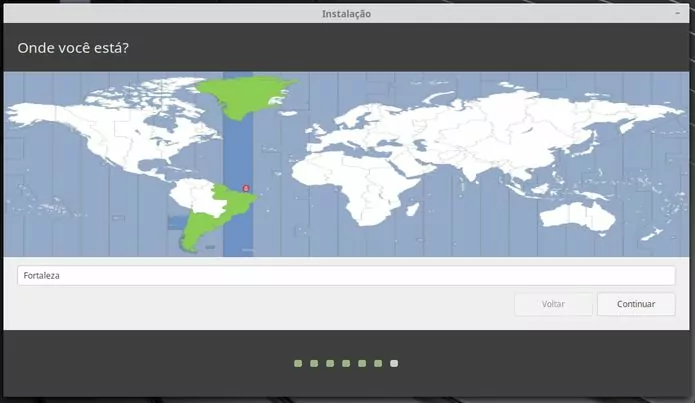 Instalação
Onde você está?
Fortaleza
Voltar
Continuar